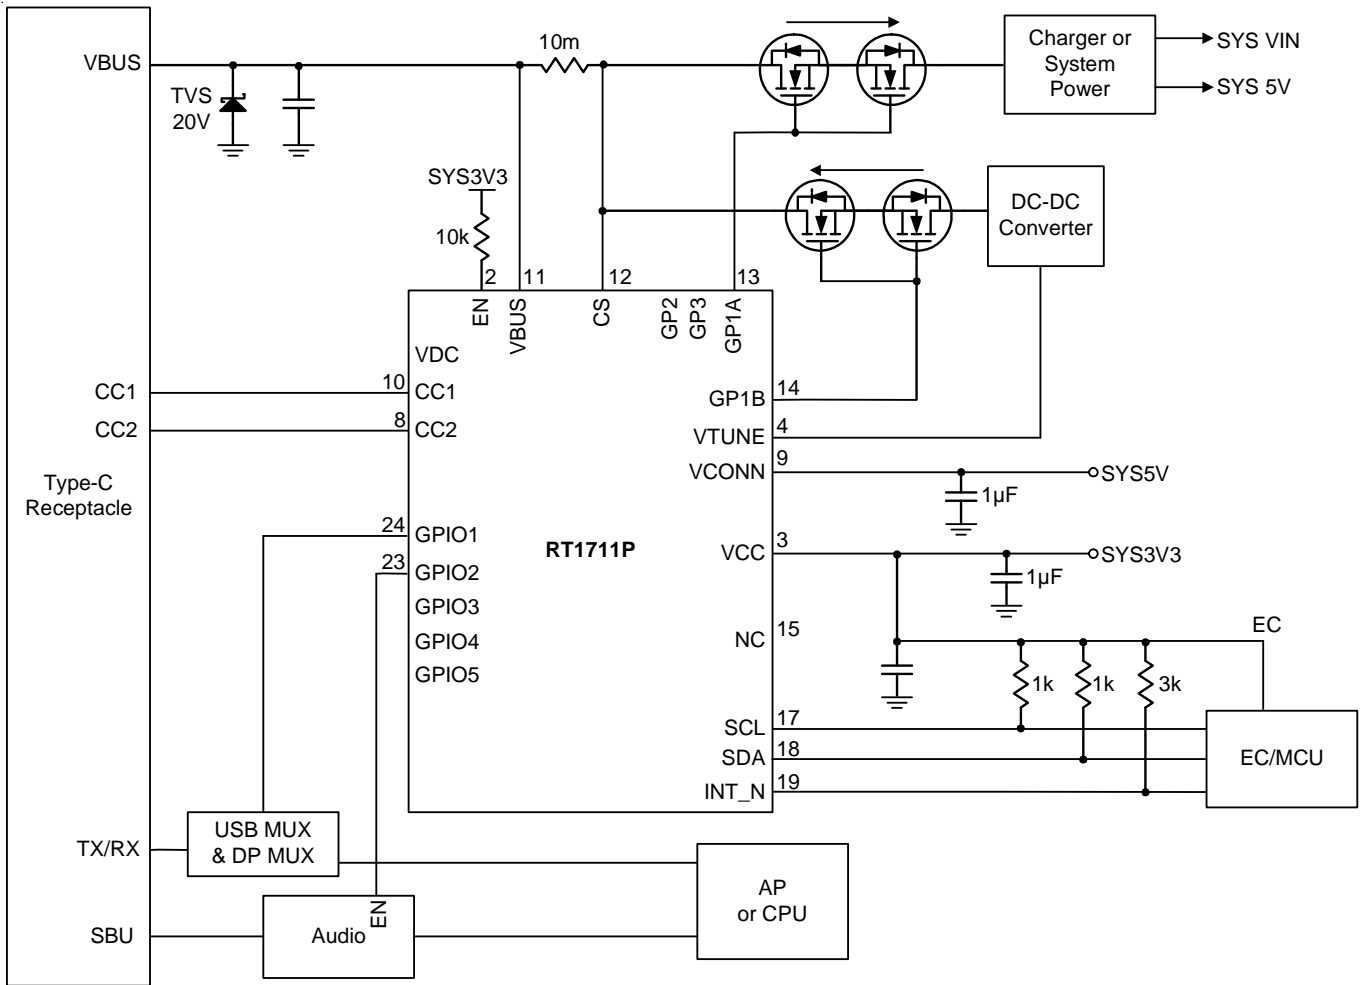 VBUS
TVS
20V
10m
Charger or
System
Power
SYS VIN
SYS 5V
SYS3V3
10k
DC-DC
Converter
2
11
12
13
EN
VBUS
CS
GP2
GP3
GP1A
VDC
CC1
10
CC1
CC2
8
CC2
GP1B
14
VTUNE
4
VCONN
9
SYS5V
1µF
Type-C
Receptacle
24
GPIO1
23
GPIO2
GPIO3
GPIO4
GPIO5
RT1711P
VCC
3
SYS3V3
1µF
NC
15
EC
1k
1k
3k
SCL
17
SDA
18
INT_N
19
EC/MCU
TX/RX
USB MUX
& DP MUX
SBU
EN
Audio
AP
or CPU